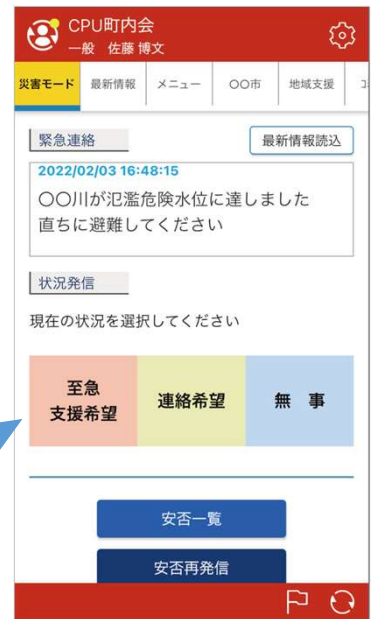 CPU町内会
一般 佐藤 博文
災害モード 最新情報 メニュー 〇〇市 地域支援
緊急連絡 最新情報読込
2022/02/03 16:48:15
〇〇川が氾濫危険水位に達しました
直ちに避難してください
状況発信
現在の状況を選択してください
至急
支援希望 連絡希望 無 事
安否一覧
安否再発信